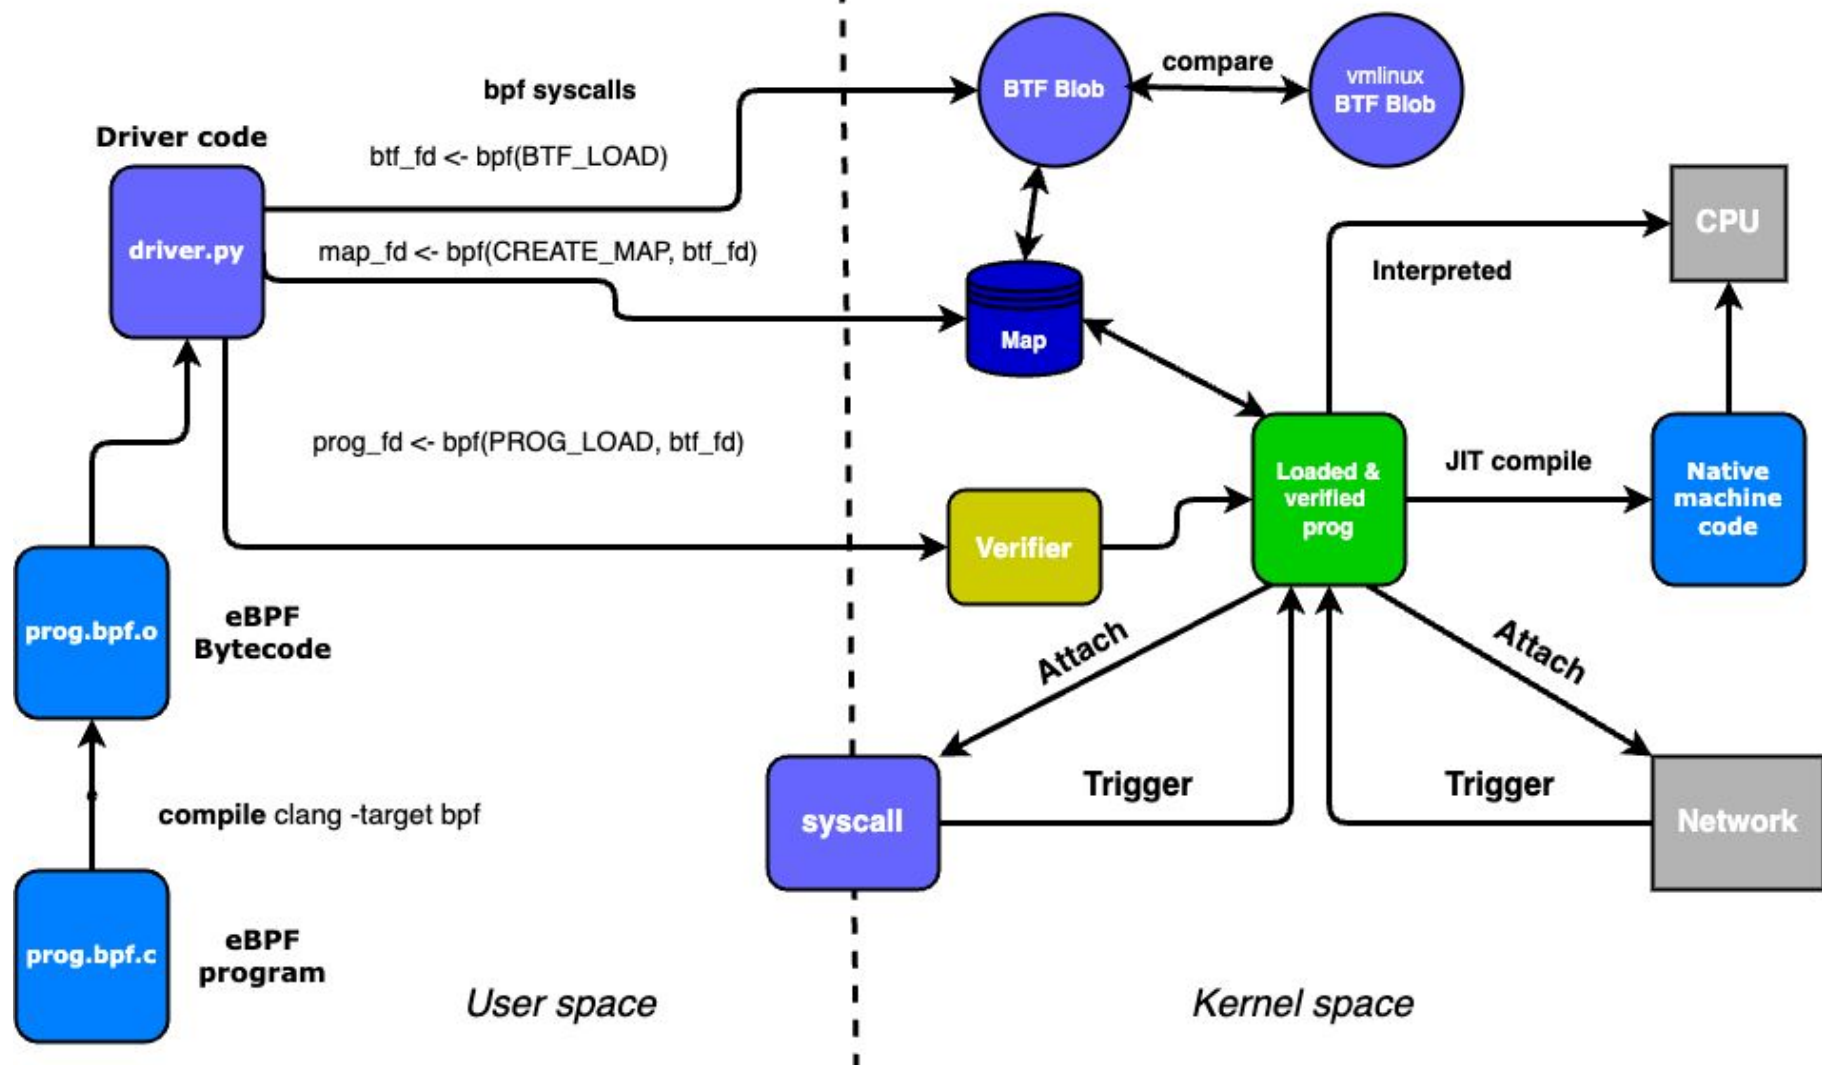 bpf syscalls
Driver code
btf_fd <- bpf(BTF_LOAD)
driver.py
map_fd <- bpf(CREATE_MAP, btf_fd)
prog_fd <- bpf(PROG_LOAD, btf_fd)
prog.bpf.o
eBPF
Bytecode
compile clang -target bpf
prog.bpf.c
eBPF
program
User space
BTF Blob
compare
vmlinux
BTF Blob
Map
CPU
Interpreted
Verifier
Loaded &
verified
prog
JIT compile
Native
machine
code
Attach
Attach
syscall
Trigger
Trigger
Network
Kernel space